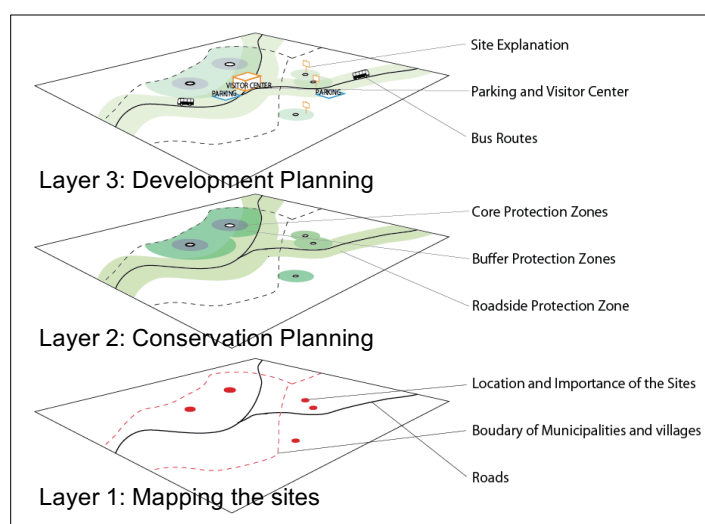 Site Explanation
VISITOR CENTER
PARKING
PARKING
Parking and Visitor Center
Bus Routes
Layer 3: Development Planning
Core Protection Zones
Buffer Protection Zones
Roadside Protection Zone
Layer 2: Conservation Planning
Location and Importance of the Sites
Boudary of Municipalities and villages
Roads
Layer 1: Mapping the sites